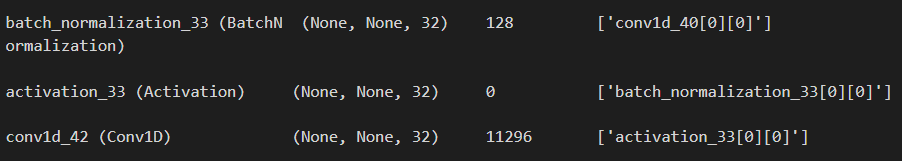 batch_normalization_33 (BatchN  (None, None, 32)  128  ['conv1d_40[0][0]']
ormalization)
activation_33 (Activation)  (None, None, 32)  0  ['batch_normalization_33[0][0]']
conv1d_42 (Conv1D)  (None, None, 32)  11296  ['activation_33[0][0]']